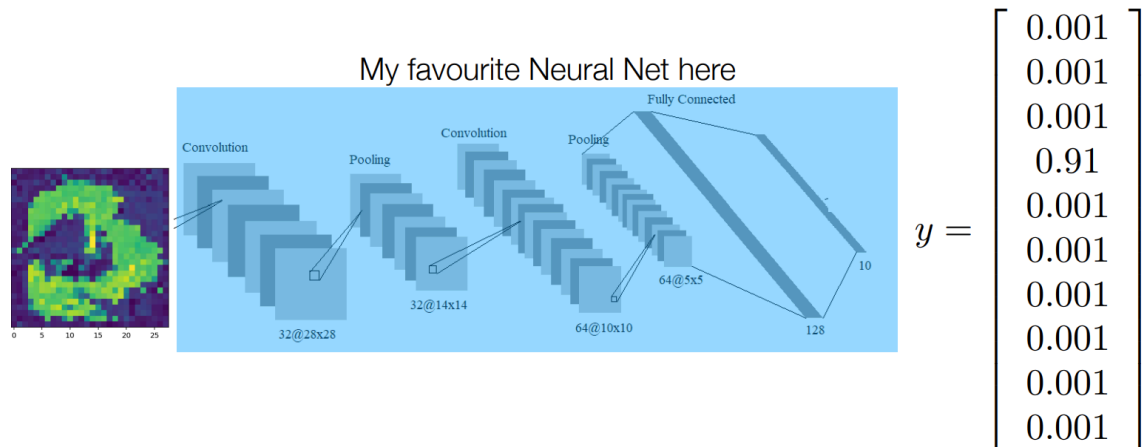 My favourite Neural Net here
Convolution
Pooling
Convolution
Pooling
Fully Connected
0 5 10 15 20 25
32@28x28
32@14x14
64@10x10
64@5x5
128
10
y =
0.001
0.001
0.001
0.91
0.001
0.001
0.001
0.001
0.001
0.001